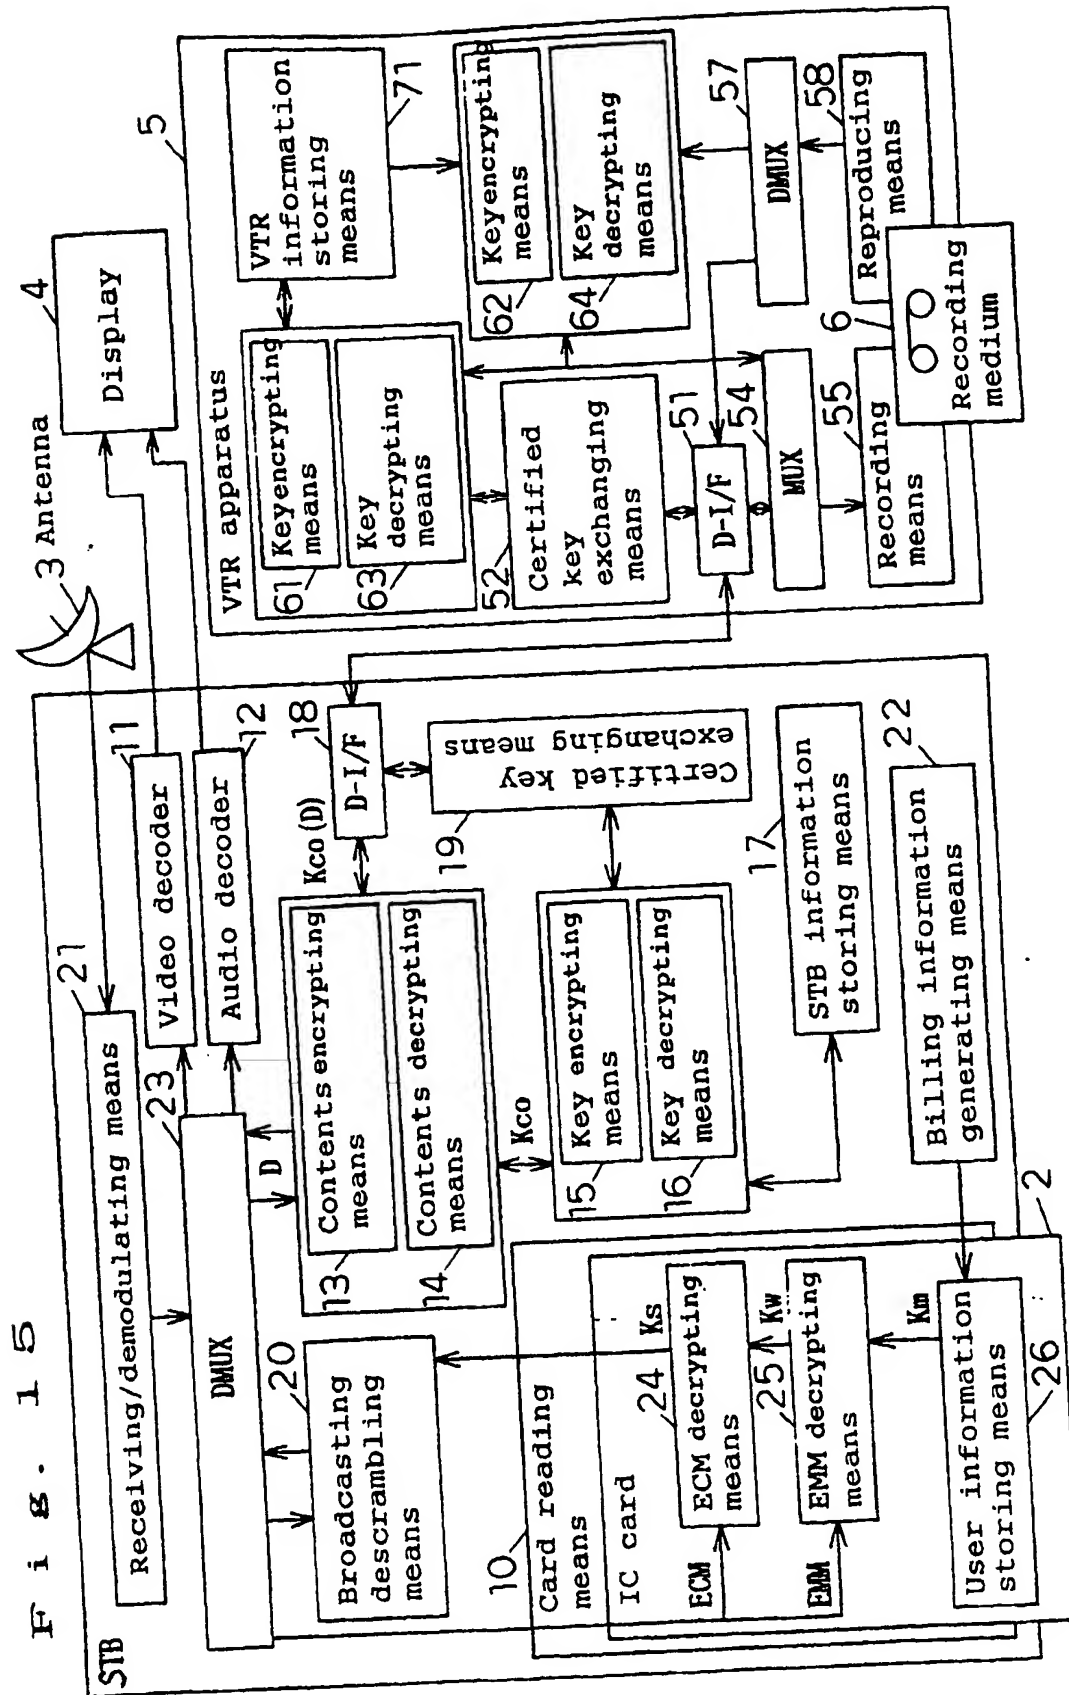 Fig. 15
STB
21
Receiving/demodulating means
23
DMUX
11
Video decoder
12
Audio decoder
3 Antenna
4
Display
20
Broadcasting
descrambling
means
D
13
Contents encrypting
means
14
Contents decrypting
means
Kco(D)
18
D-I/F
19
Certified key
exchanging means
Kco
15
Key encrypting
means
16
Key decrypting
means
17
STB information
storing means
22
Billing information
generating means
10
Card reading
means
IC card
2
ECM
EMM
24
ECM decrypting
means
Ks
25
Kw
EMM decrypting
means
Km
User information
storing means
26
5
VTR apparatus
61
Keyencrypting
means
63
Key
decrypting
means
VTR
information
storing
means
71
62
Keyencrypting
means
64
Key
decrypting
means
52
Certified
key
exchanging
means
51
D-I/F
54
MUX
55
Recording
means
57
DMUX
58
Reproducing
means
6
Recording
medium